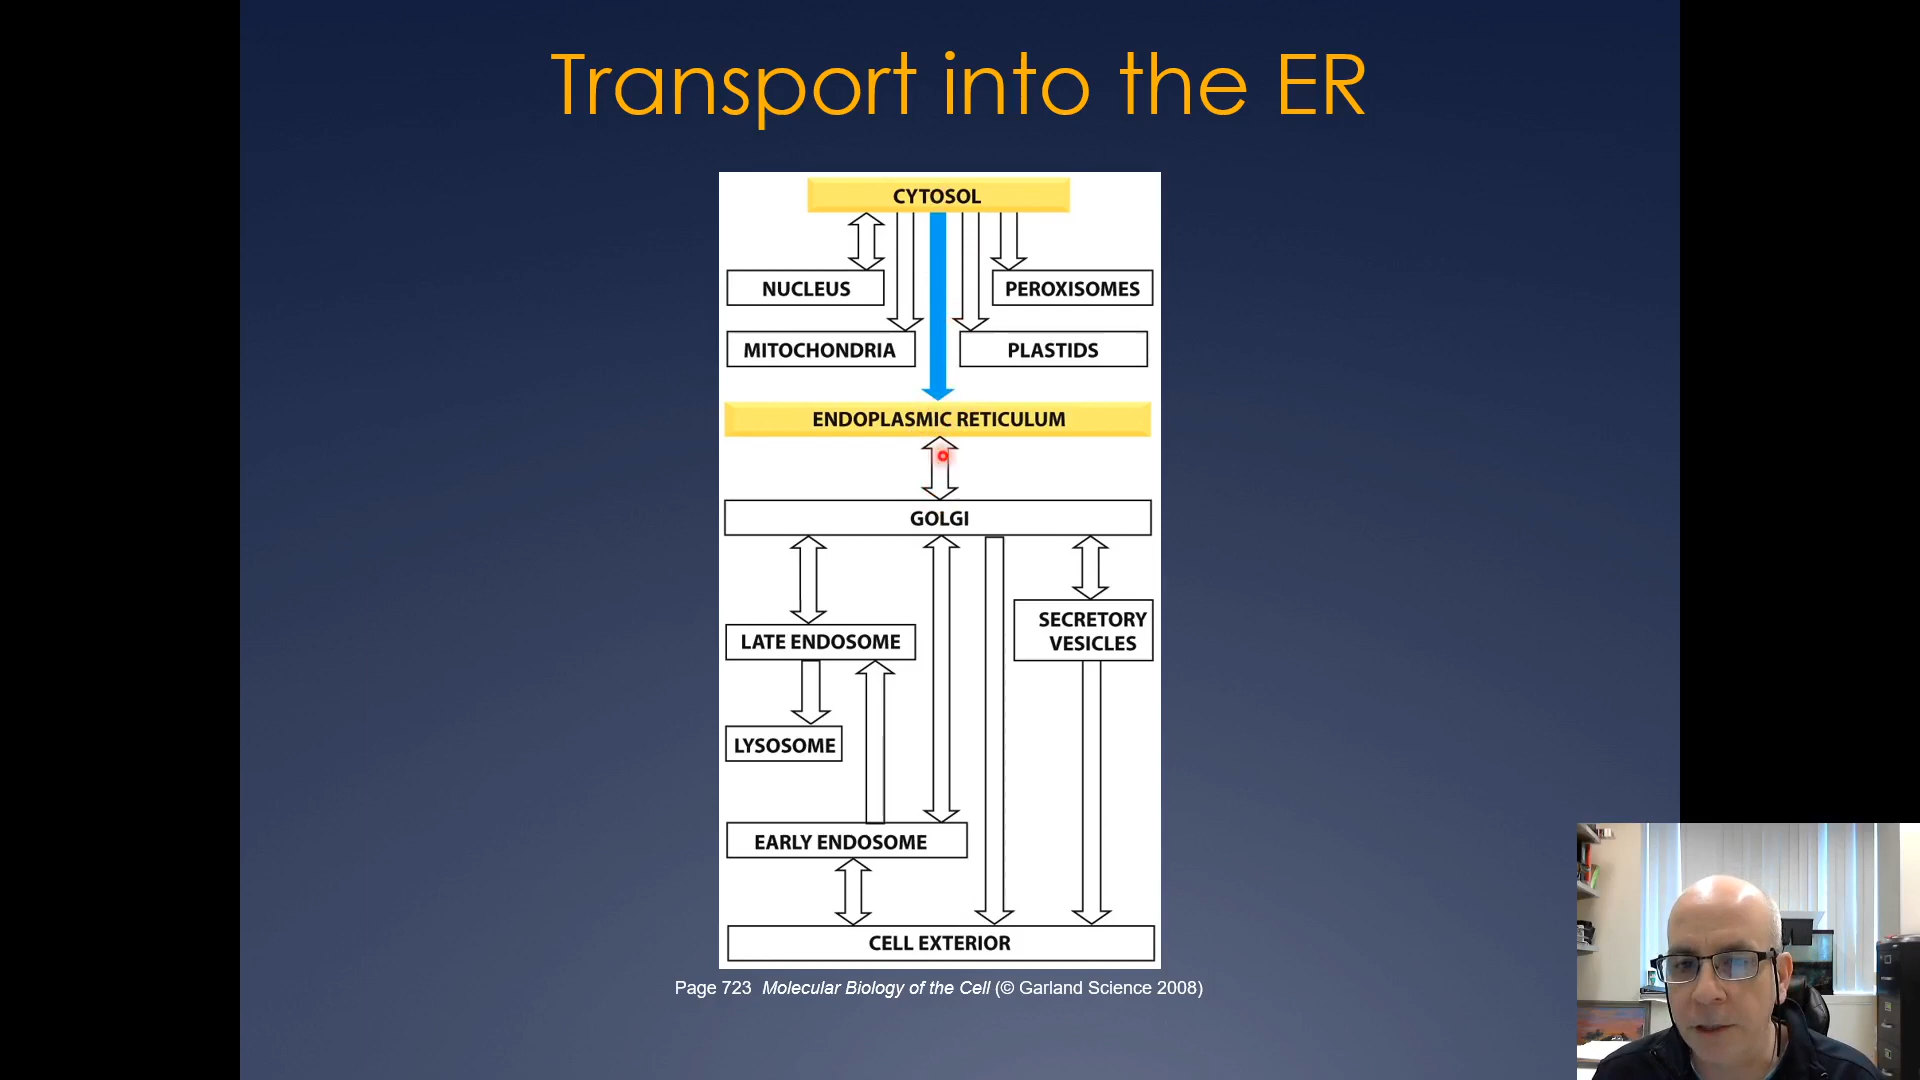 Transport into the ER
CYTOSOL
NUCLEUS
PEROXISOMES
MITOCHONDRIA
PLASTIDS
ENDOPLASMIC RETICULUM
GOLGI
SECRETORY
VESICLES
LATE ENDOSOME
LYSOSOME
EARLY ENDOSOME
CELL EXTERIOR
Page 723 Molecular Biology of the Cell (© Garland Science 2008)